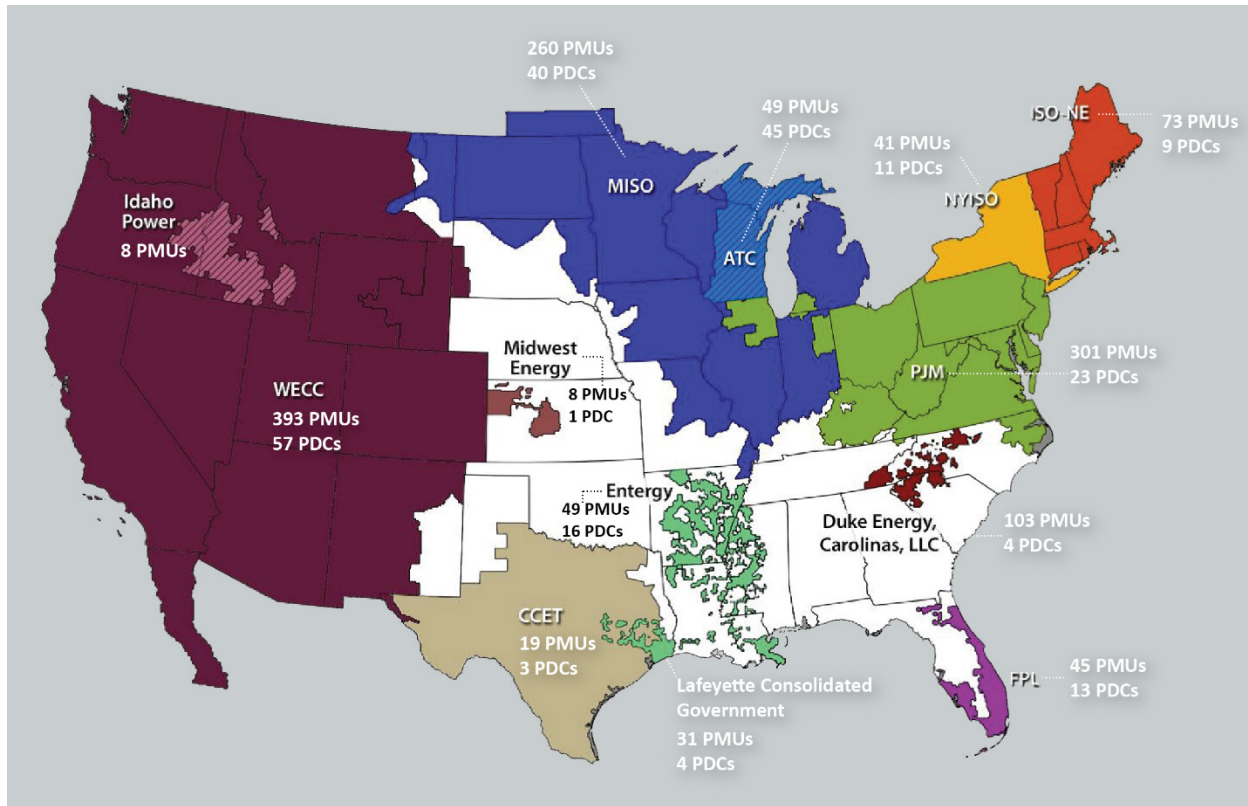 260 PMUs
40 PDCs
49 PMUs
45 PDCs
ISO-NE
73 PMUs
9 PDCs
41 PMUs
11 PDCs
NYISO
MISO
Idaho
Power
8 PMUs
ATC
Midwest
Energy
8 PMUs
1 PDC
PJM
301 PMUs
23 PDCs
WECC
393 PMUs
57 PDCs
Entergy
49 PMUs
16 PDCs
Duke Energy,
Carolinas, LLC
103 PMUs
4 PDCs
CCET
19 PMUs
3 PDCs
Lafeyette Consolidated
Government
31 PMUs
4 PDCs
FPL
45 PMUs
13 PDCs